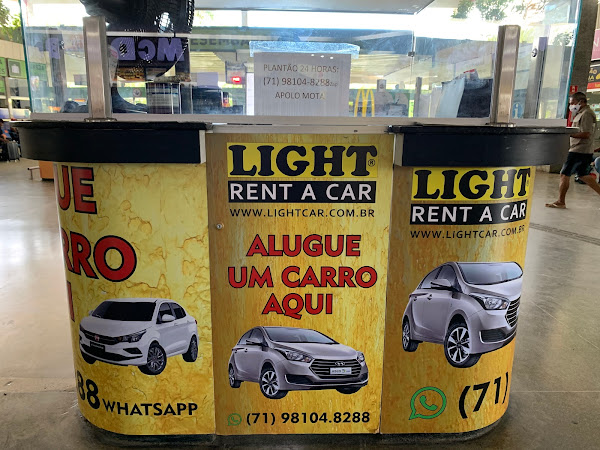 McD
PLANTÃO 24 HORAS:
(71) 98104-8288
APOLO MOTA
UE
RRO
88 WHATSAPP
LIGHT®
RENT A CAR
WWW.LIGHTCAR.COM.BR
ALUGUE
UM CARRO
AQUI
(71) 98104.8288
LIGHT
RENT A CAR
WWW.LIGHTCAR.COM.BR
(71)